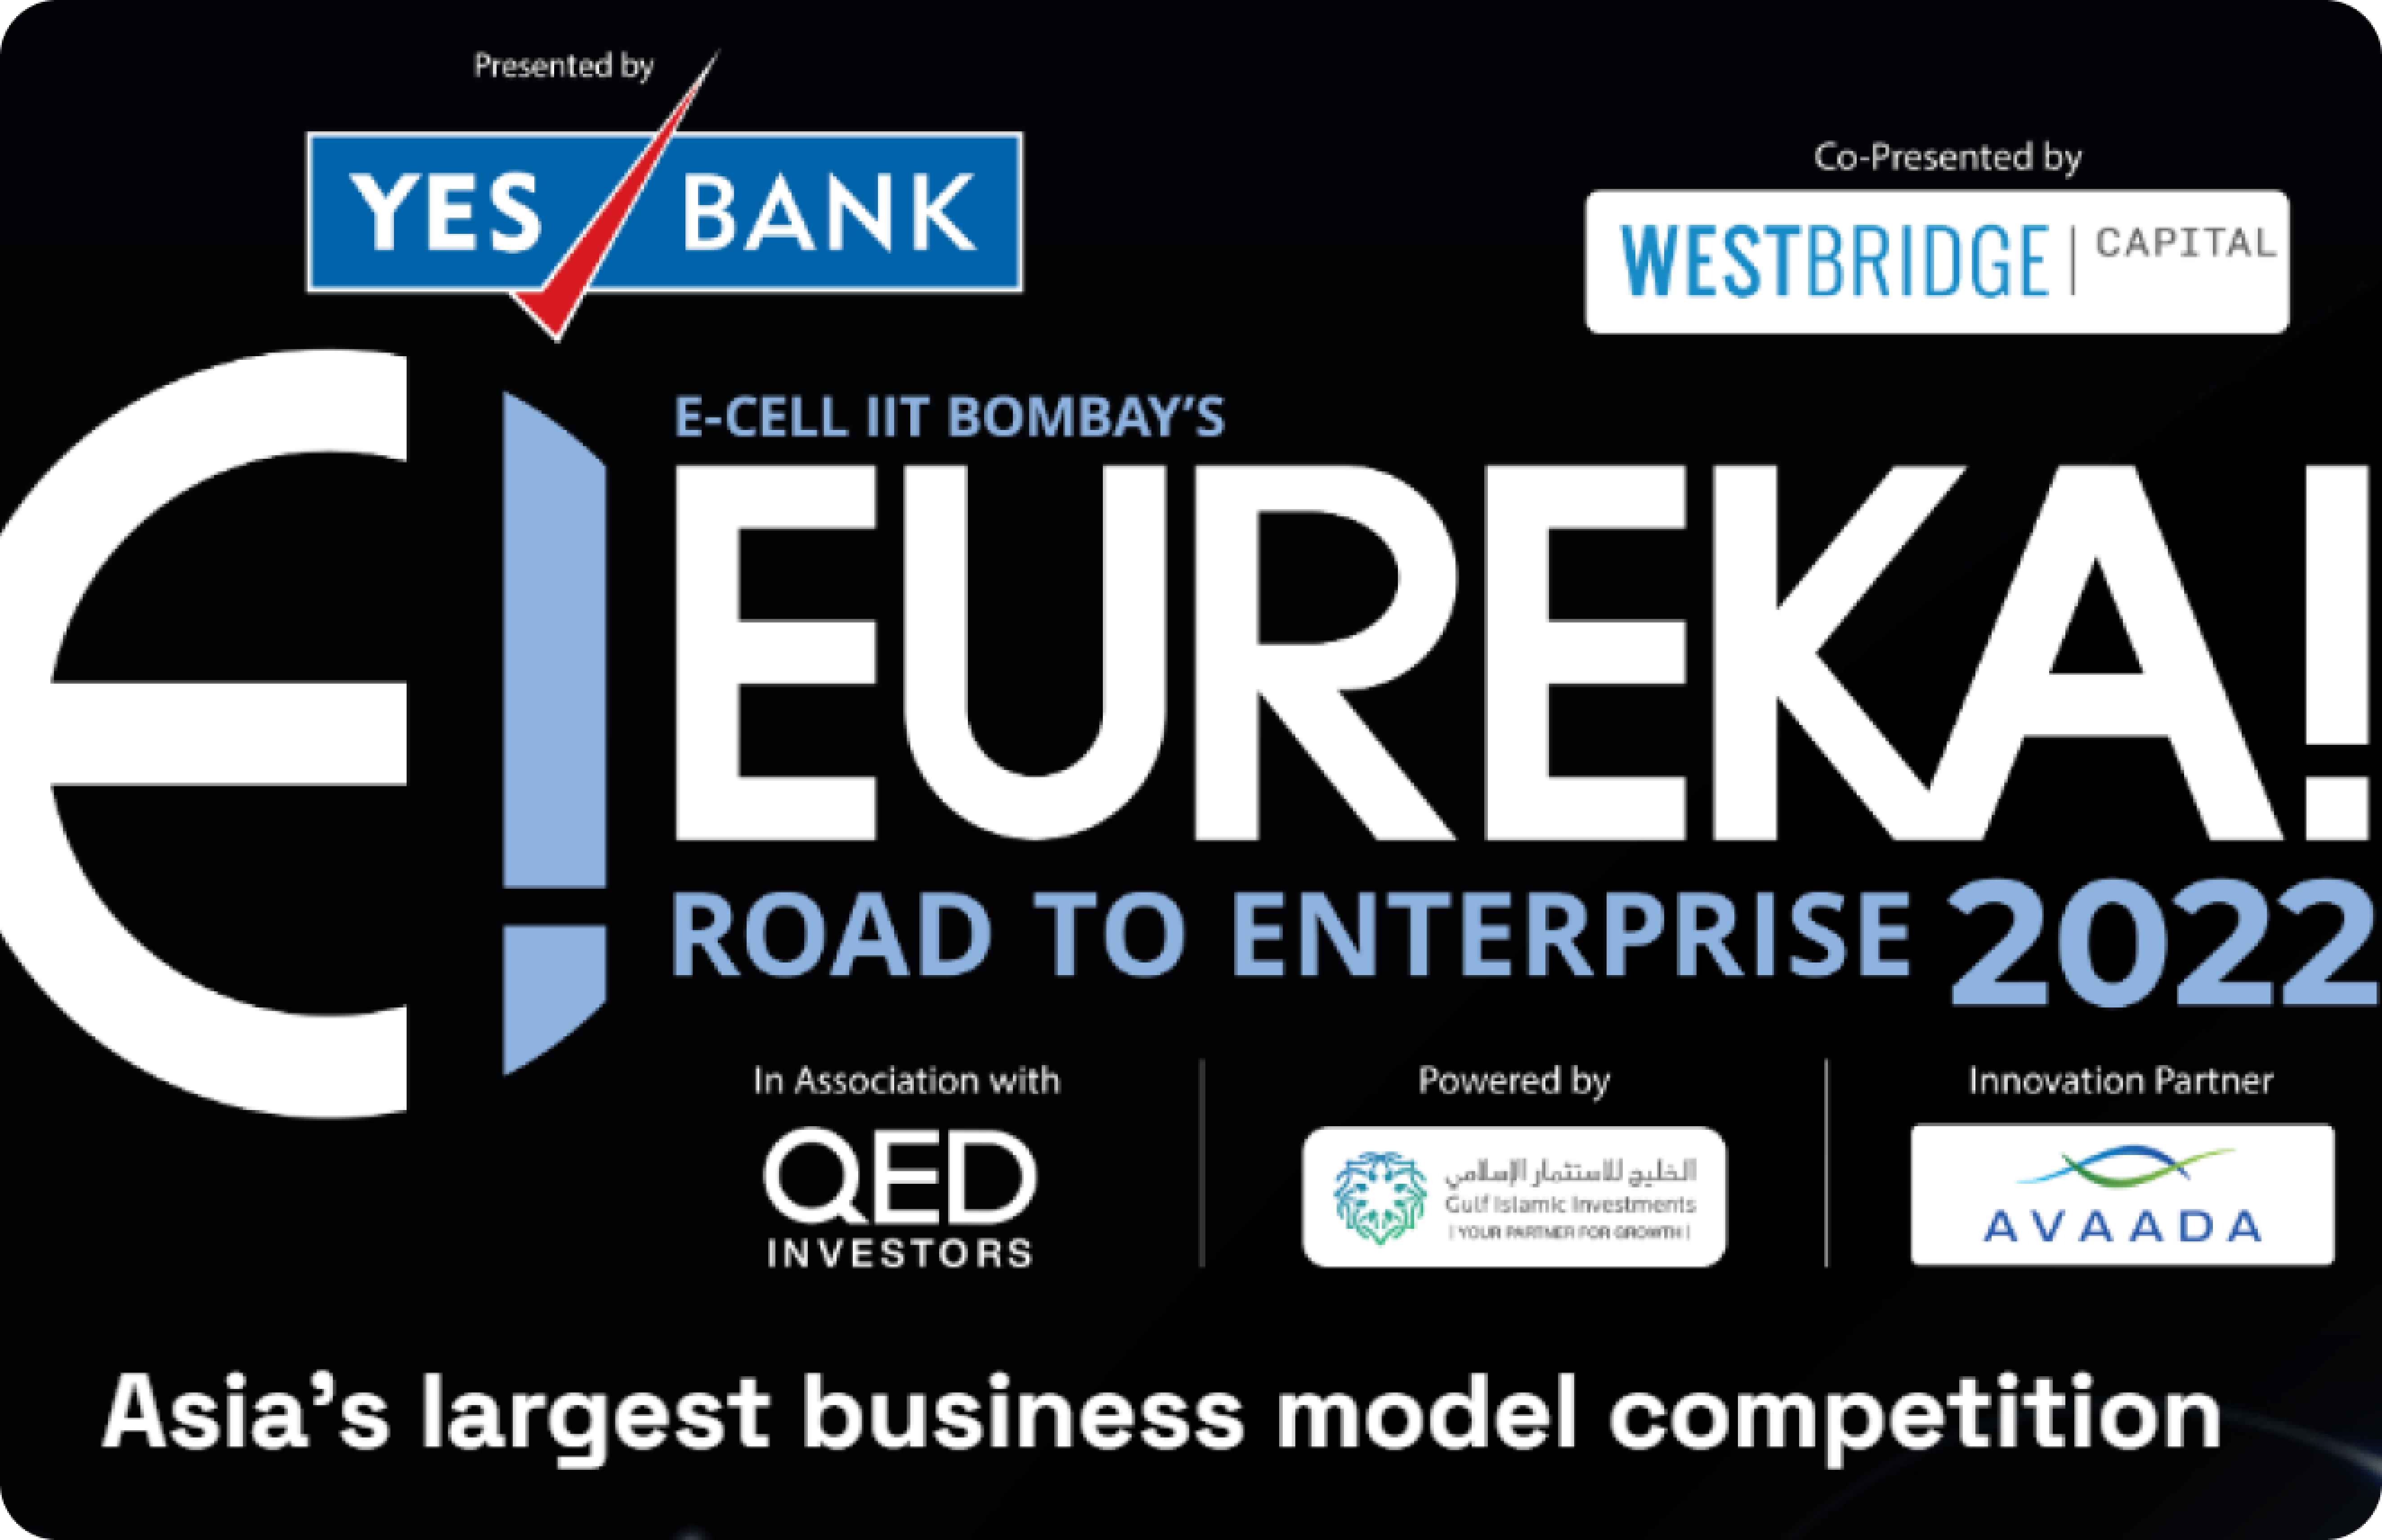 Presented by
YES BANK
Co-Presented by
WESTBRIDGE | CAPITAL
E-CELL IIT BOMBAY’S
EUREKA!
ROAD TO ENTERPRISE 2022
In Association with
QED
INVESTORS
Powered by
الخليج للاستثمار الإسلامي
Gulf Islamic Investments
| YOUR PARTNER FOR GROWTH |
Innovation Partner
AVAADA
Asia’s largest business model competition